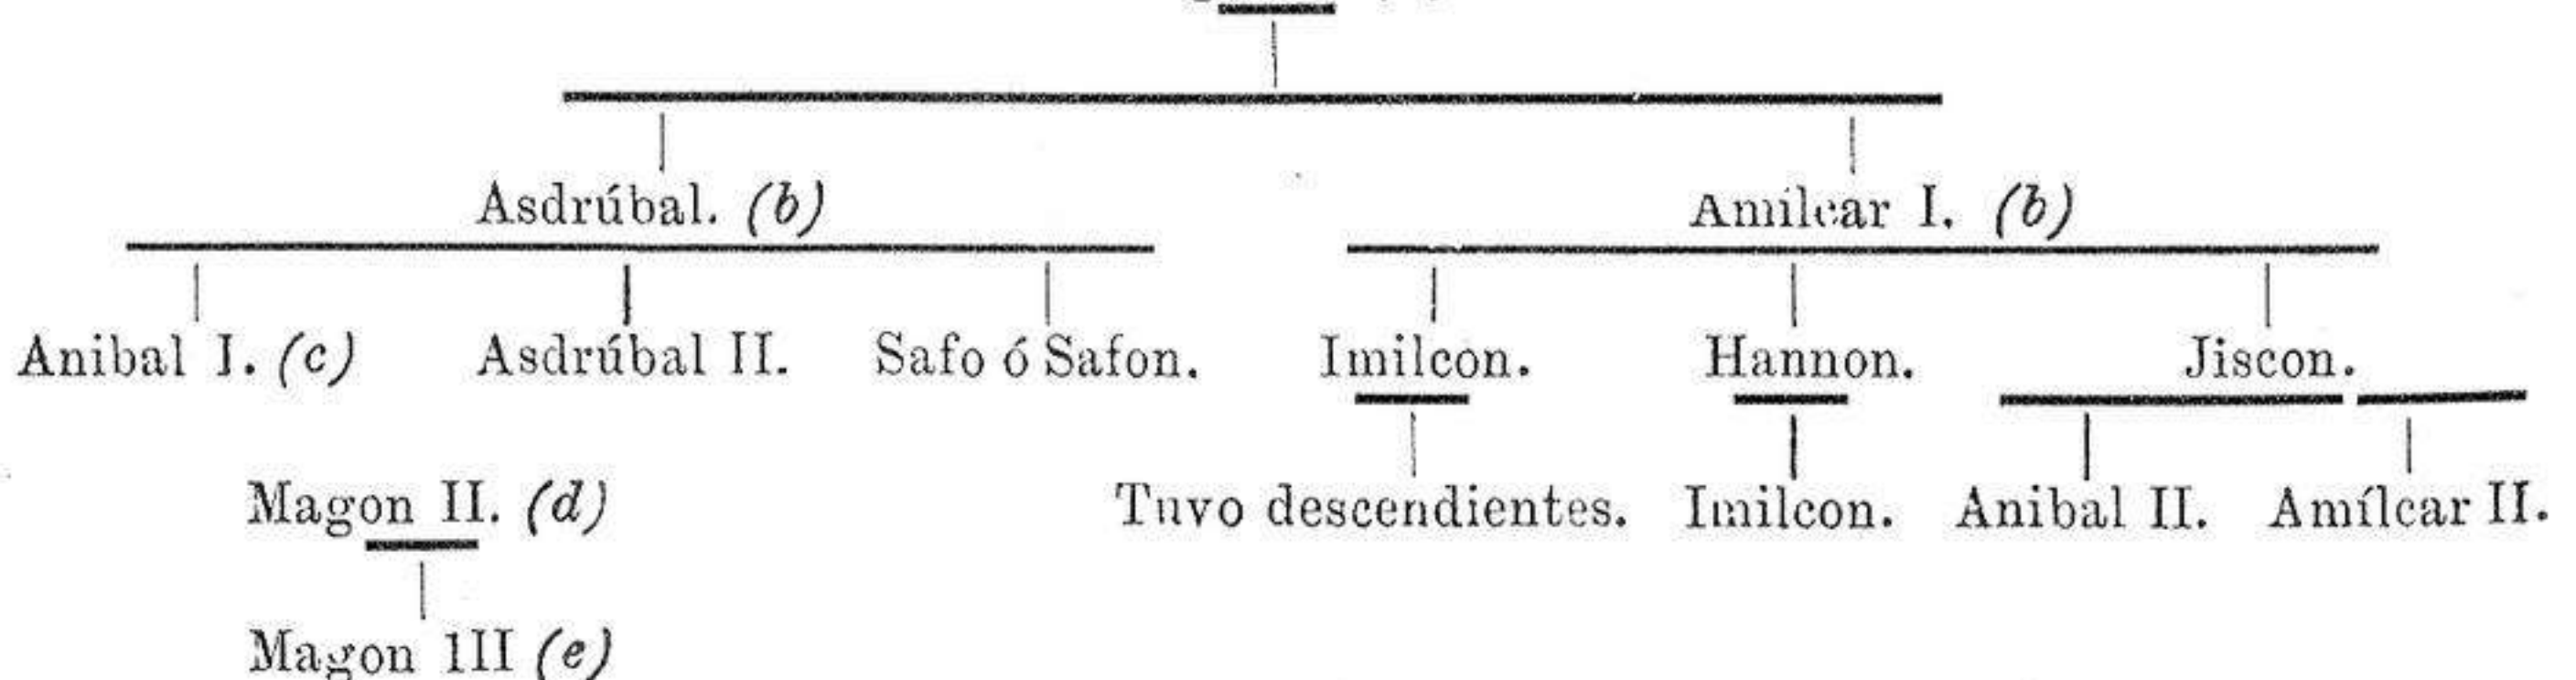 Asdrúbal. (b) Amílcar I. (b)
Anibal I. (c) Asdrúbal II. Safo ó Safon. Imilcon. Hannon. Jiscon.
Magon II. (d) Tuvo descendientes. Imilcon. Anibal II. Amílcar II.
Magon III (e)